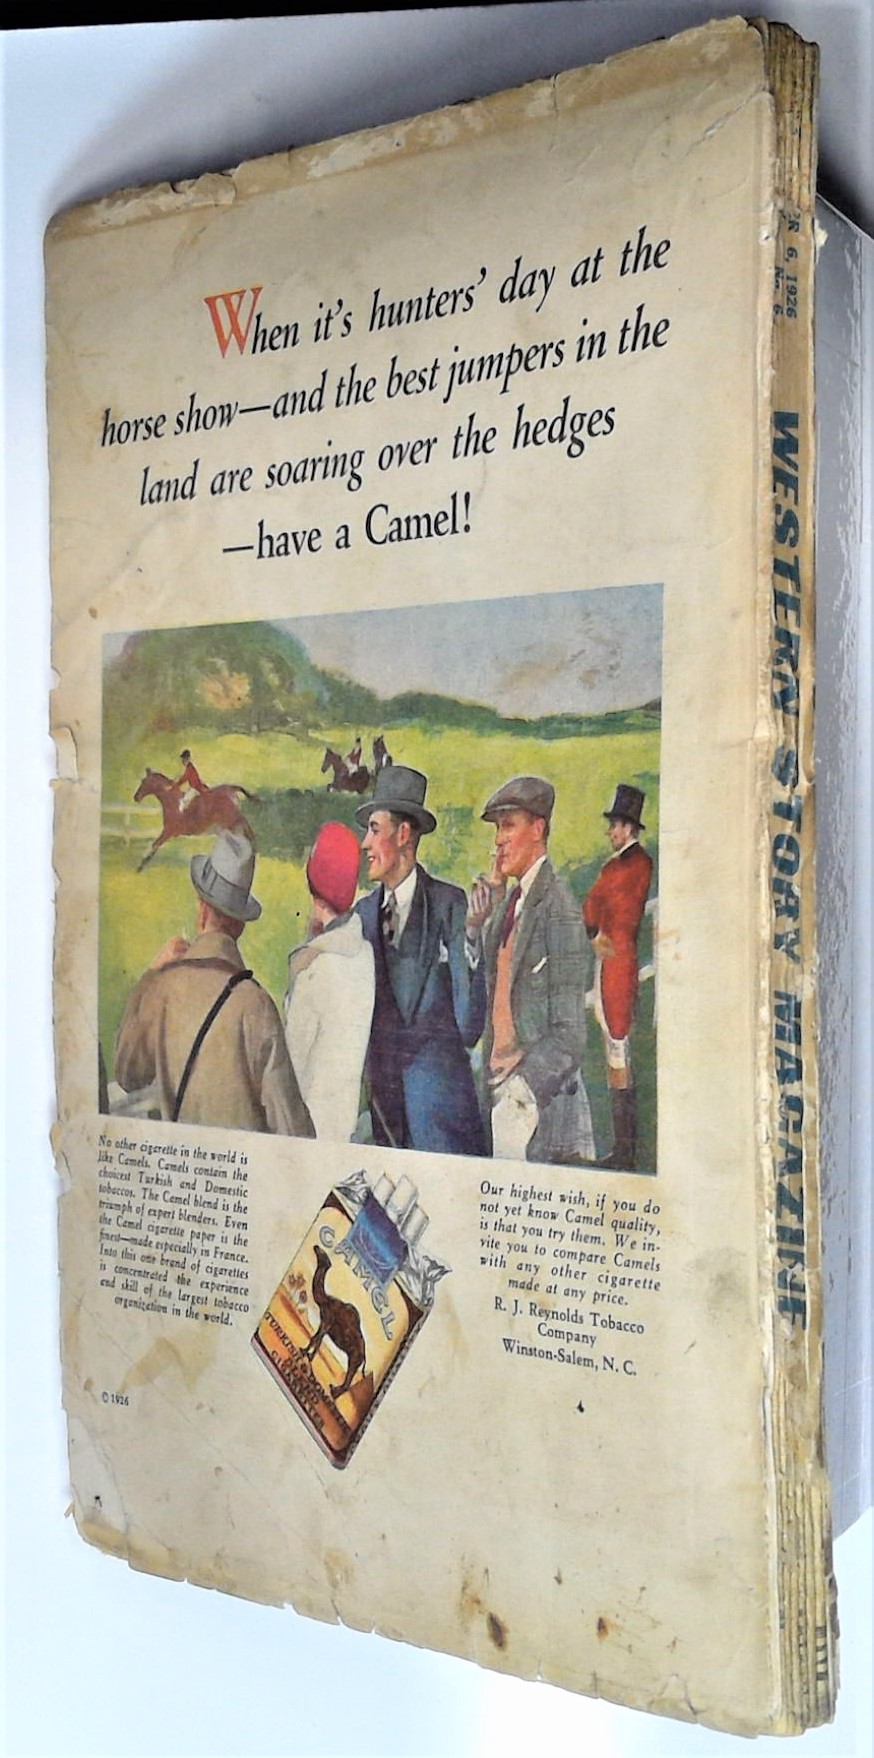 When it's hunters' day at the
horse show—and the best jumpers in the
land are soaring over the hedges
—have a Camel!
No other cigarette in the world is
like Camels. Camels contain the
choicest Turkish and Domestic
tobaccos. The Camel blend is the
triumph of expert blenders. Even
the Camel cigarette paper is the
finest—made especially in France.
Into this one brand of cigarettes
is concentrated the experience
and skill of the largest tobacco
organization in the world.
© 1926
CAMEL
TURKISH & DOMESTIC
BLEND
CIGARETTES
Our highest wish, if you do
not yet know Camel quality,
is that you try them. We in-
vite you to compare Camels
with any other cigarette
made at any price.
R. J. Reynolds Tobacco
Company
Winston-Salem, N. C.
6, 1926
No. 6
WESTERN STORY MAGAZINE